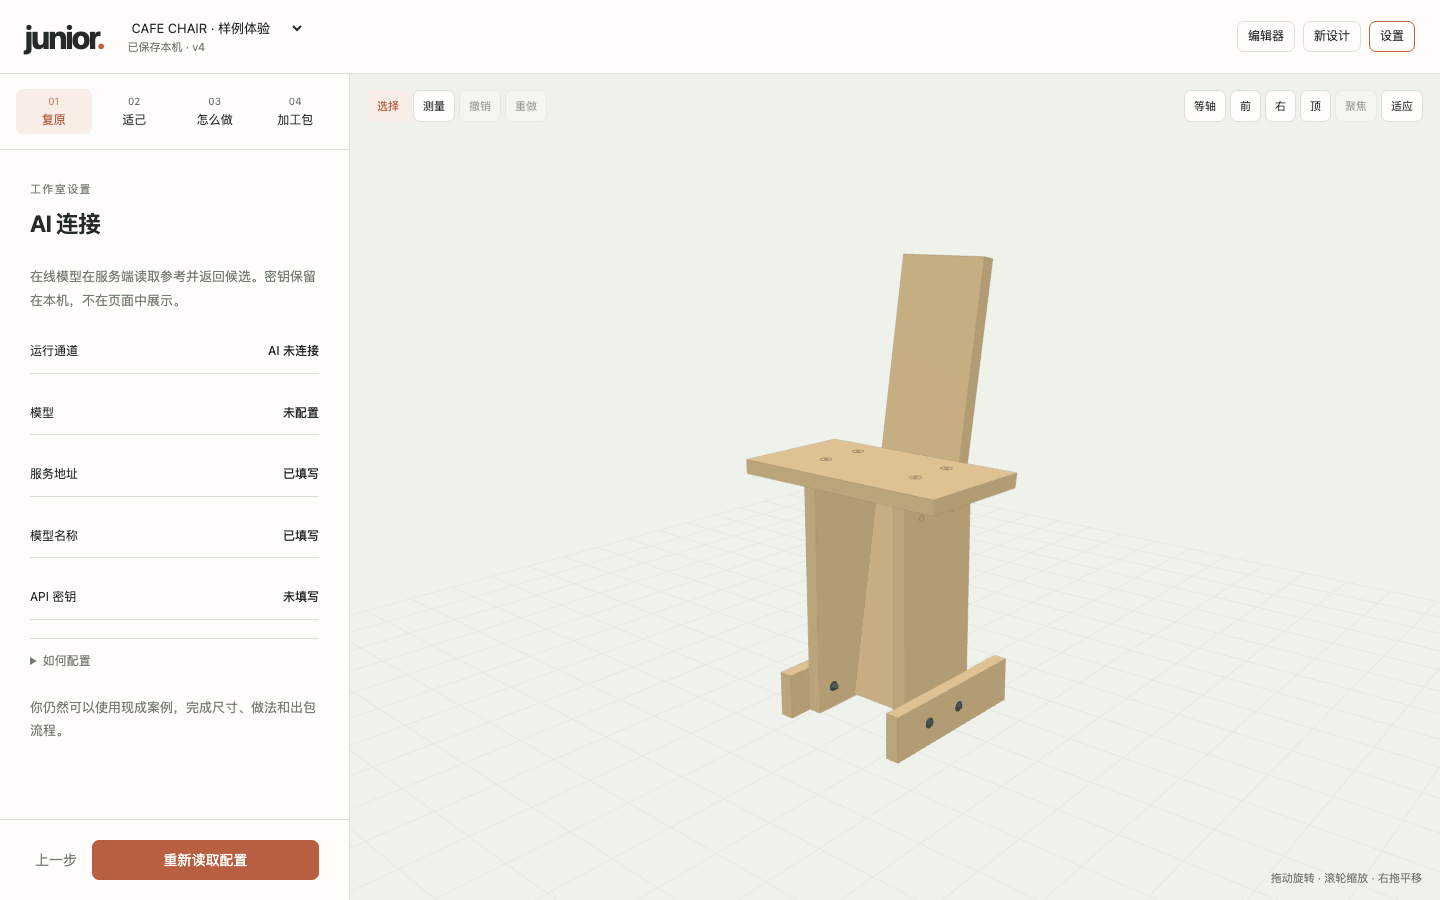 junior.
CAFE CHAIR · 样例体验
已保存本机 · v4
编辑器
新设计
设置
01
复原
02
适己
03
怎么做
04
加工包
选择
测量
撤销
重做
等轴
前
右
顶
聚焦
适应
工作室设置
AI 连接
在线模型在服务端读取参考并返回候选。密钥保留
在本机，不在页面中展示。
运行通道
AI 未连接
模型
未配置
服务地址
已填写
模型名称
已填写
API 密钥
未填写
如何配置
你仍然可以使用现成案例，完成尺寸、做法和出包
流程。
上一步
重新读取配置
拖动旋转 · 滚轮缩放 · 右拖平移